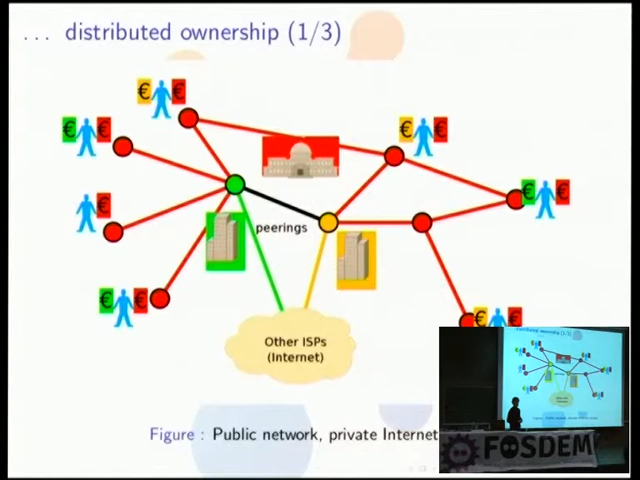 ... distributed ownership (1/3)
€ €
€ €
€ €
€
€ €
€ €
€
peerings
Other ISPs
(Internet)
Figure : Public network, private Internet
FOSDEM